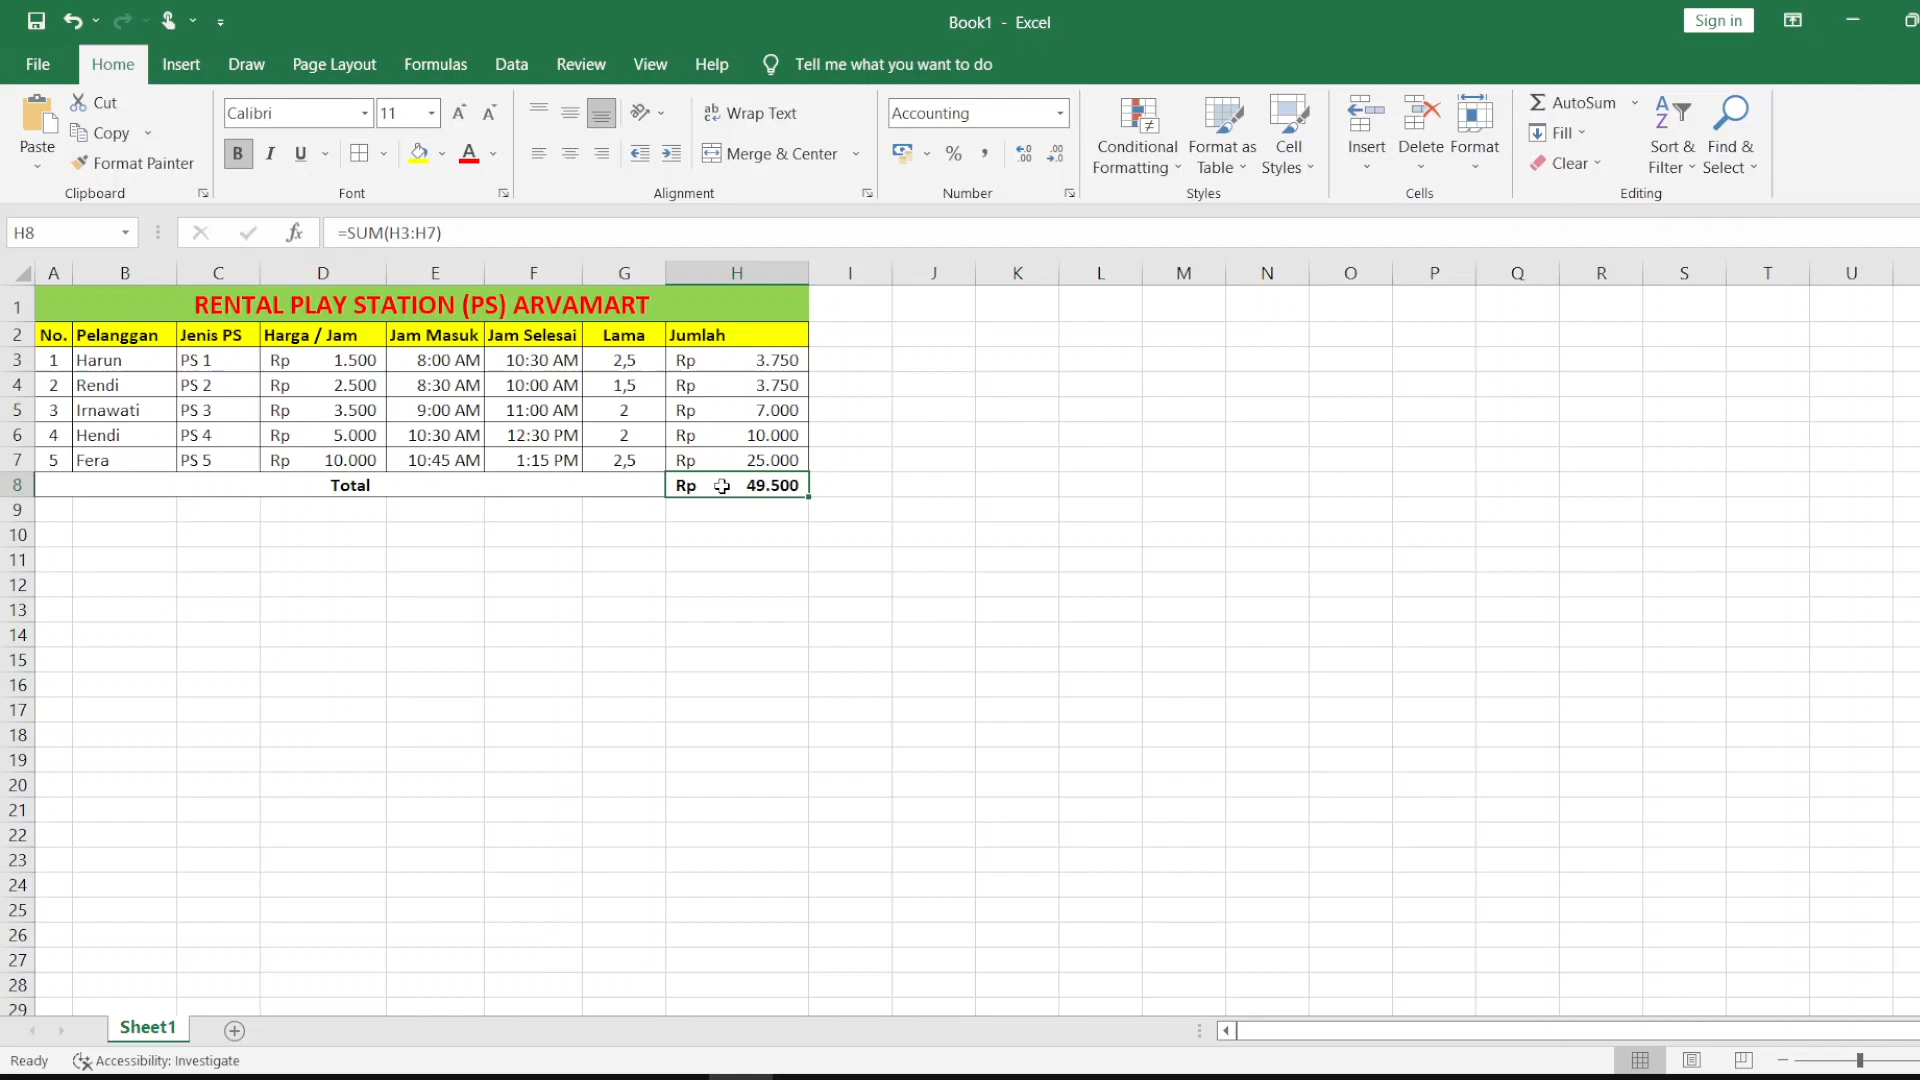 Book1 - Excel
Sign in
File Home Insert Draw Page Layout Formulas Data Review View Help Tell me what you want to do
Paste
Cut
Copy
Format Painter
Clipboard
Calibri 11
B I U
Font
Wrap Text
Merge & Center
Alignment
Accounting
%
Number
Conditional Formatting
Format as Table
Cell Styles
Styles
Insert Delete Format
Cells
AutoSum
Fill
Clear
Sort & Filter
Find & Select
Editing
H8 fx =SUM(H3:H7)
A B C D E F G H I J K L M N O P Q R S T U
1 RENTAL PLAY STATION (PS) ARVAMART
2 No. Pelanggan Jenis PS Harga / Jam Jam Masuk Jam Selesai Lama Jumlah
3 1 Harun PS 1 Rp 1.500 8:00 AM 10:30 AM 2,5 Rp 3.750
4 2 Rendi PS 2 Rp 2.500 8:30 AM 10:00 AM 1,5 Rp 3.750
5 3 Irnawati PS 3 Rp 3.500 9:00 AM 11:00 AM 2 Rp 7.000
6 4 Hendi PS 4 Rp 5.000 10:30 AM 12:30 PM 2 Rp 10.000
7 5 Fera PS 5 Rp 10.000 10:45 AM 1:15 PM 2,5 Rp 25.000
8 Total Rp 49.500
9
10
11
12
13
14
15
16
17
18
19
20
21
22
23
24
25
26
27
28
29
Sheet1
Ready Accessibility: Investigate